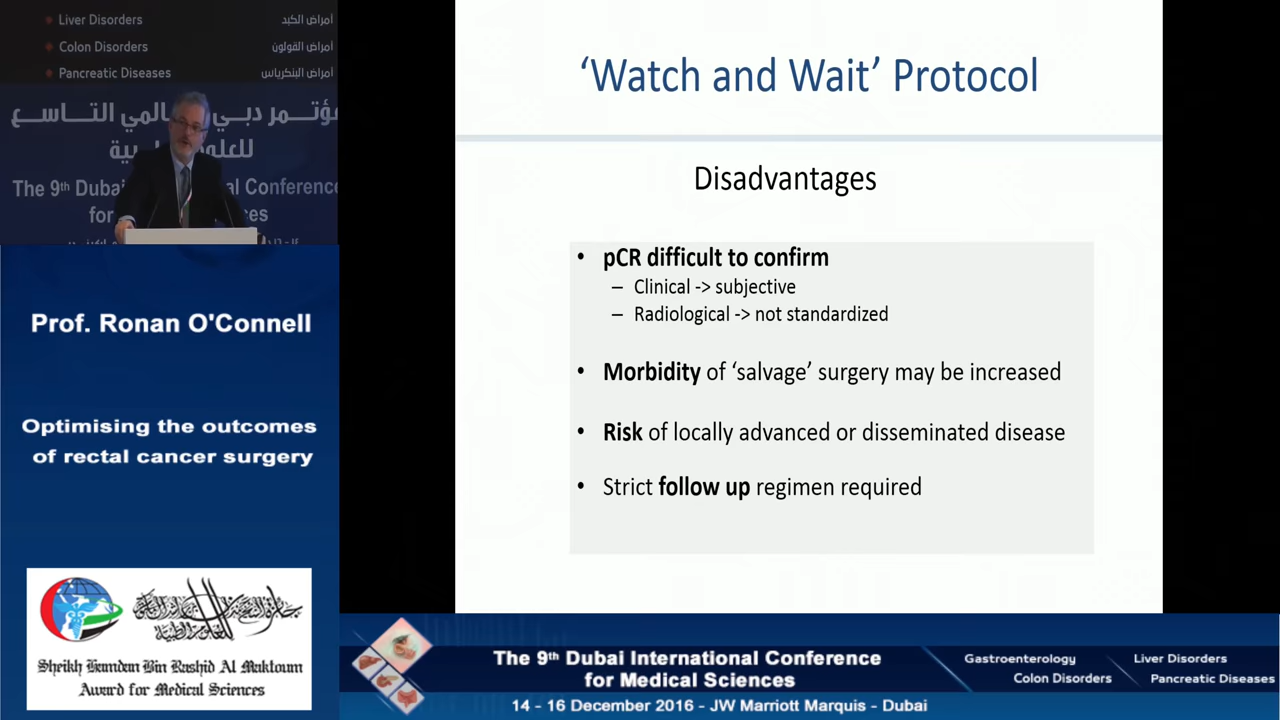 Liver Disorders
أمراض الكبد
Colon Disorders
أمراض القولون
Pancreatic Diseases
أمراض البنكرياس
مؤتمر دبي العالمي التاسع
للعلوم الطبية
The 9th Dubai International Conference
for Medical Sciences
Prof. Ronan O'Connell
Optimising the outcomes
of rectal cancer surgery
Sheikh Hamdan Bin Rashid Al Maktoum
Award for Medical Sciences
'Watch and Wait' Protocol
Disadvantages
• pCR difficult to confirm
– Clinical -> subjective
– Radiological -> not standardized
• Morbidity of 'salvage' surgery may be increased
• Risk of locally advanced or disseminated disease
• Strict follow up regimen required
The 9th Dubai International Conference
for Medical Sciences
14 - 16 December 2016 - JW Marriott Marquis - Dubai
Gastroenterology
Liver Disorders
Colon Disorders
Pancreatic Diseases